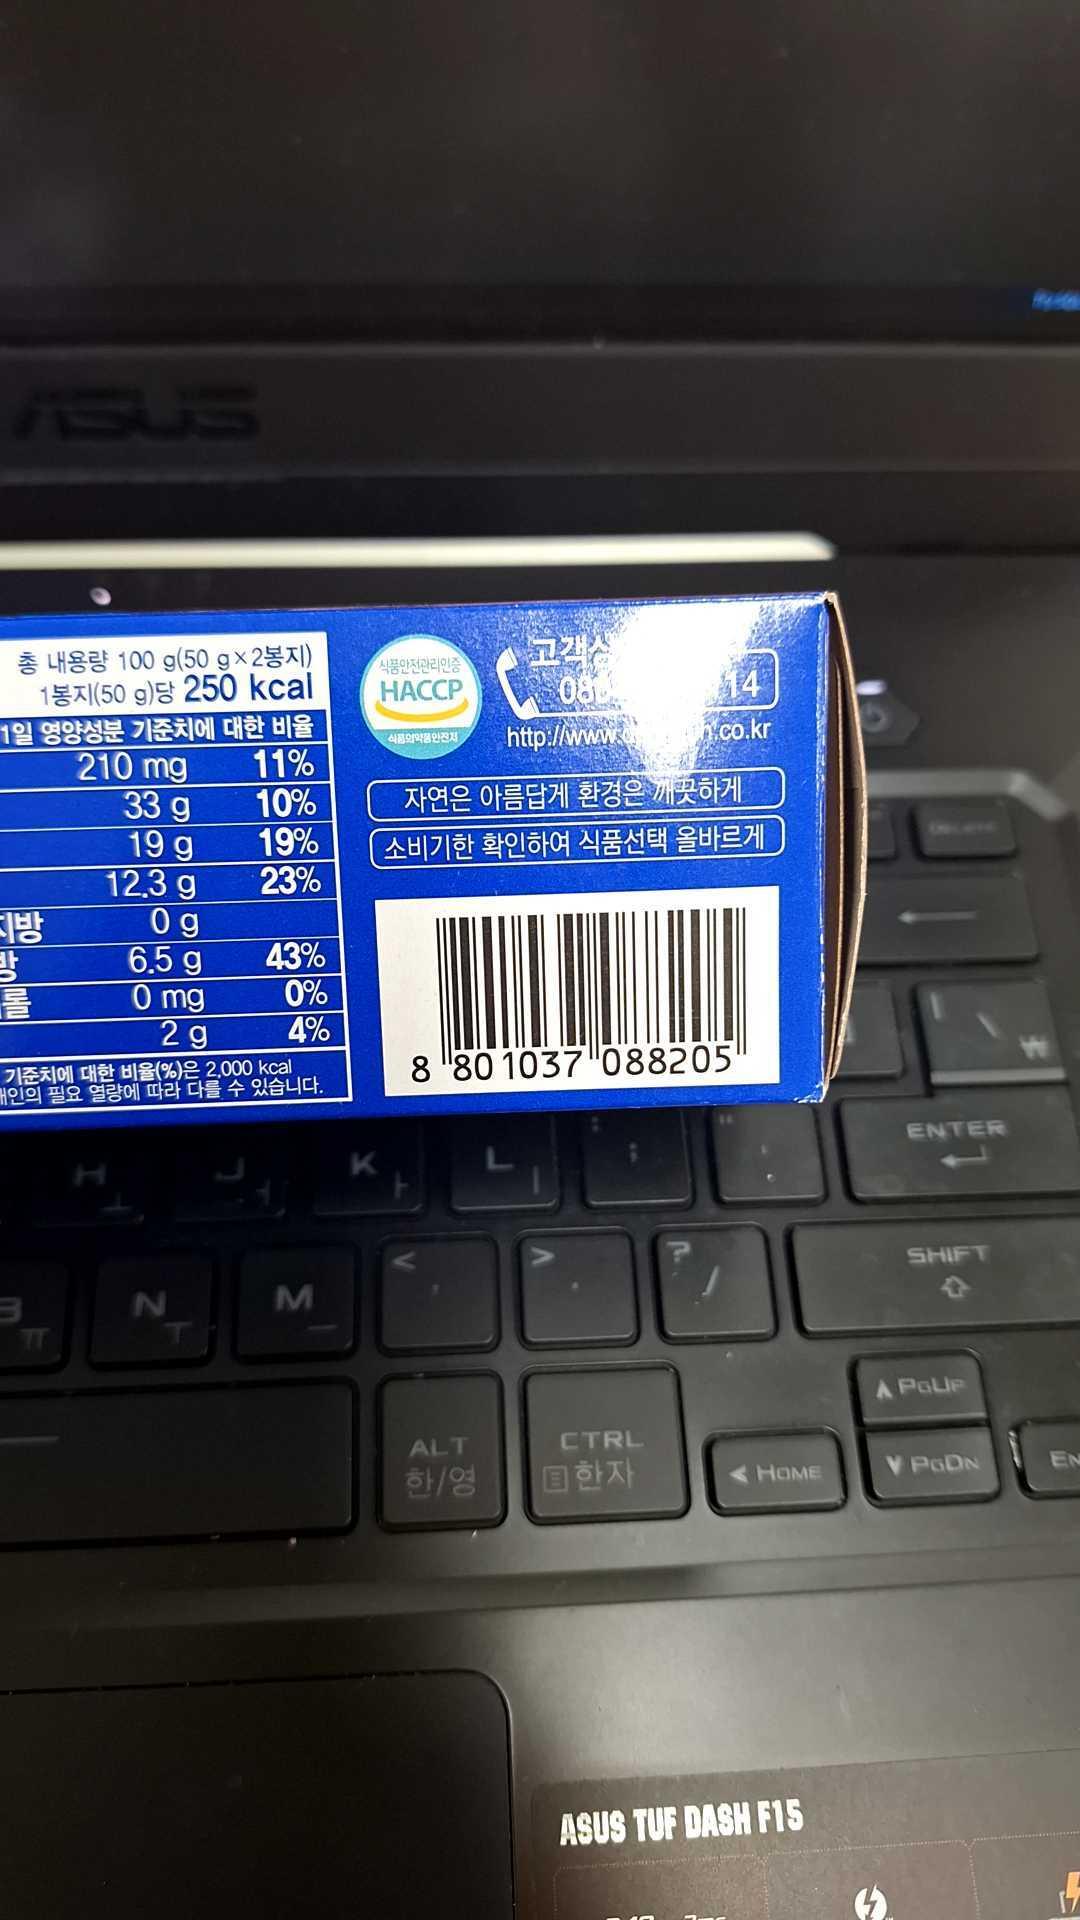 ASUS
총 내용량 100 g(50 g×2봉지)
1봉지(50 g)당 250 kcal
1일 영양성분 기준치에 대한 비율
210 mg 11%
33 g 10%
19 g 19%
12.3 g 23%
지방 0 g
방 6.5 g 43%
0 mg 0%
2 g 4%
기준치에 대한 비율(%)은 2,000 kcal
필요 열량에 따라 다를 수 있습니다.
식품안전관리인증
HACCP
식품의약품안전처
http://www. .co.kr
자연은 아름답게 환경은 깨끗하게
소비기한 확인하여 식품선택 올바르게
8 801037 088205
DELETE
ENTER
H ㅗ
J ㅓ
K ㅏ
L ㅣ
" '
: ;
SHIFT
B ㅠ
N ㅜ
M ㅡ
< ,
> .
? /
ALT
한/영
CTRL
한자
HOME
PGUP
PGDN
ASUS TUF DASH F15